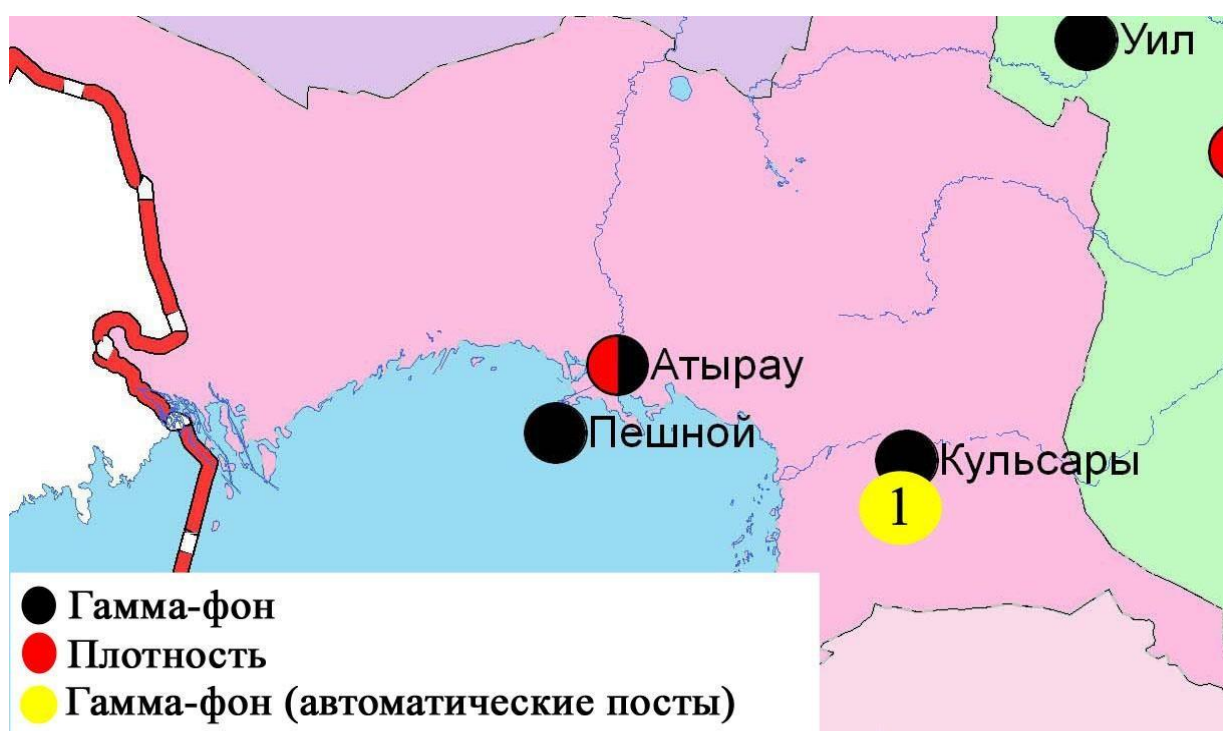 Уил
Атырау
Пешной
Кульсары
1
Гамма-фон
Плотность
Гамма-фон (автоматические посты)